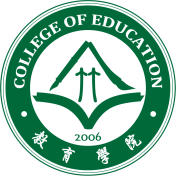 COLLEGE OF EDUCATION
2006
教育學院